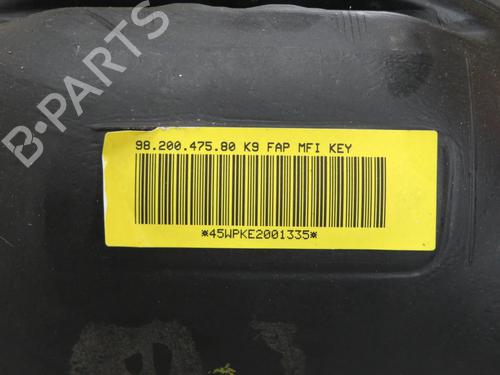 B-PARTS
98.200.475.80 K9 FAP MFI KEY
*45WPKE2001335*